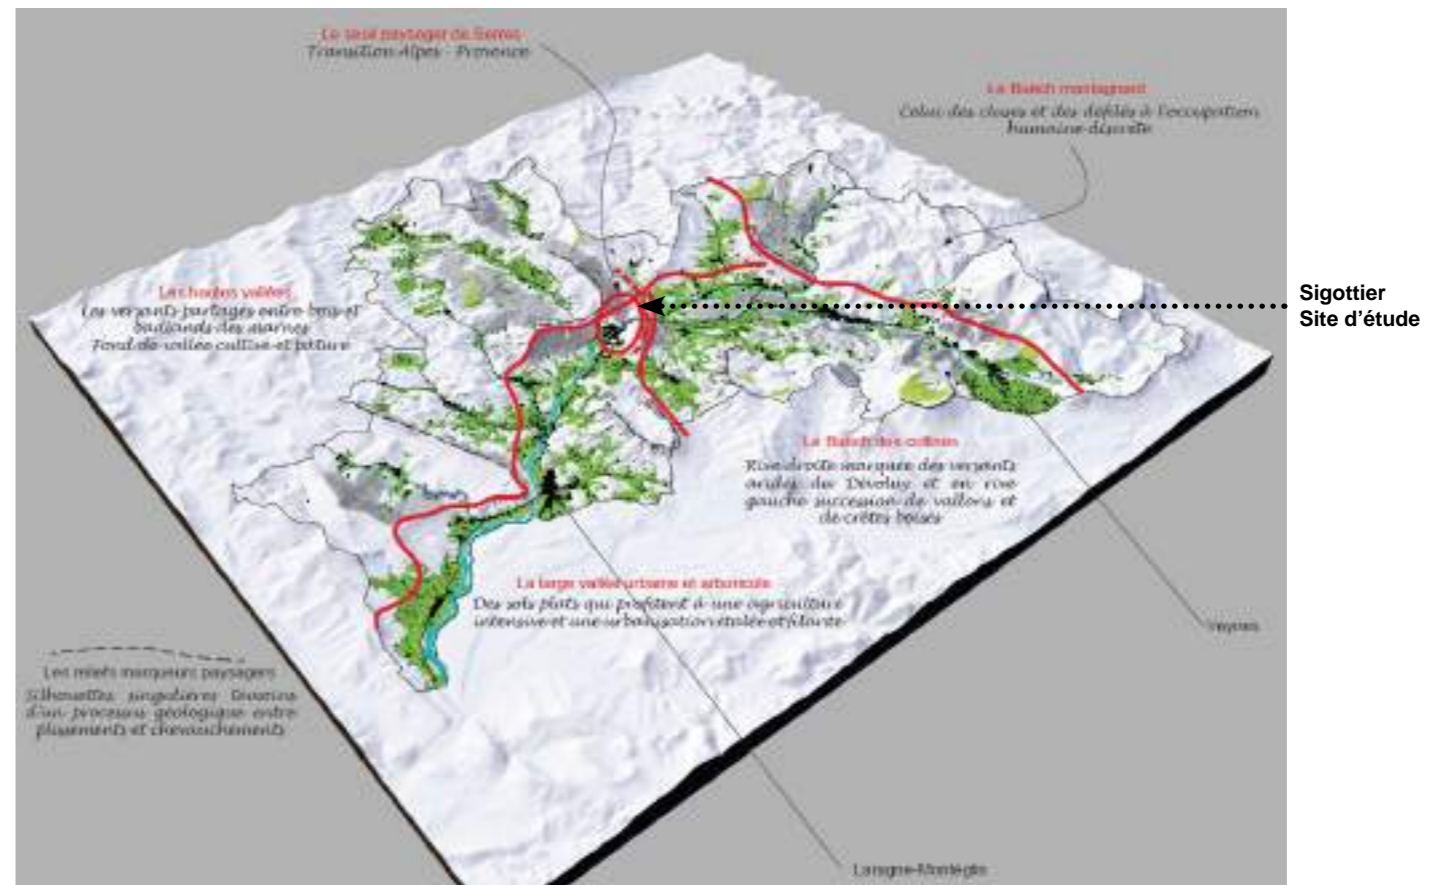 Le seuil paysager de Serres
Transition Alpes - Provence
Le Buëch montagnard
Celui des cluses et des défilés à l'occupation
humaine discrète
Sigottier
Site d'étude
Les hautes vallées
Les versants partagés entre bois et
badlands des marnes
Fond de vallée cultivé et pâturé
Le Buëch des collines
Rive droite marquée des versants
arides du Dévoluy et en rive
gauche succession de vallons et
de crêtes boisés
La large vallée urbaine et arboricole
Des sols plats qui profitent à une agriculture
intensive et une urbanisation étalée et filante
Veynes
Les reliefs marqueurs paysagers
Silhouettes singulières
d'un processus géologique entre
plissements et chevauchements
Laragne-Montéglin